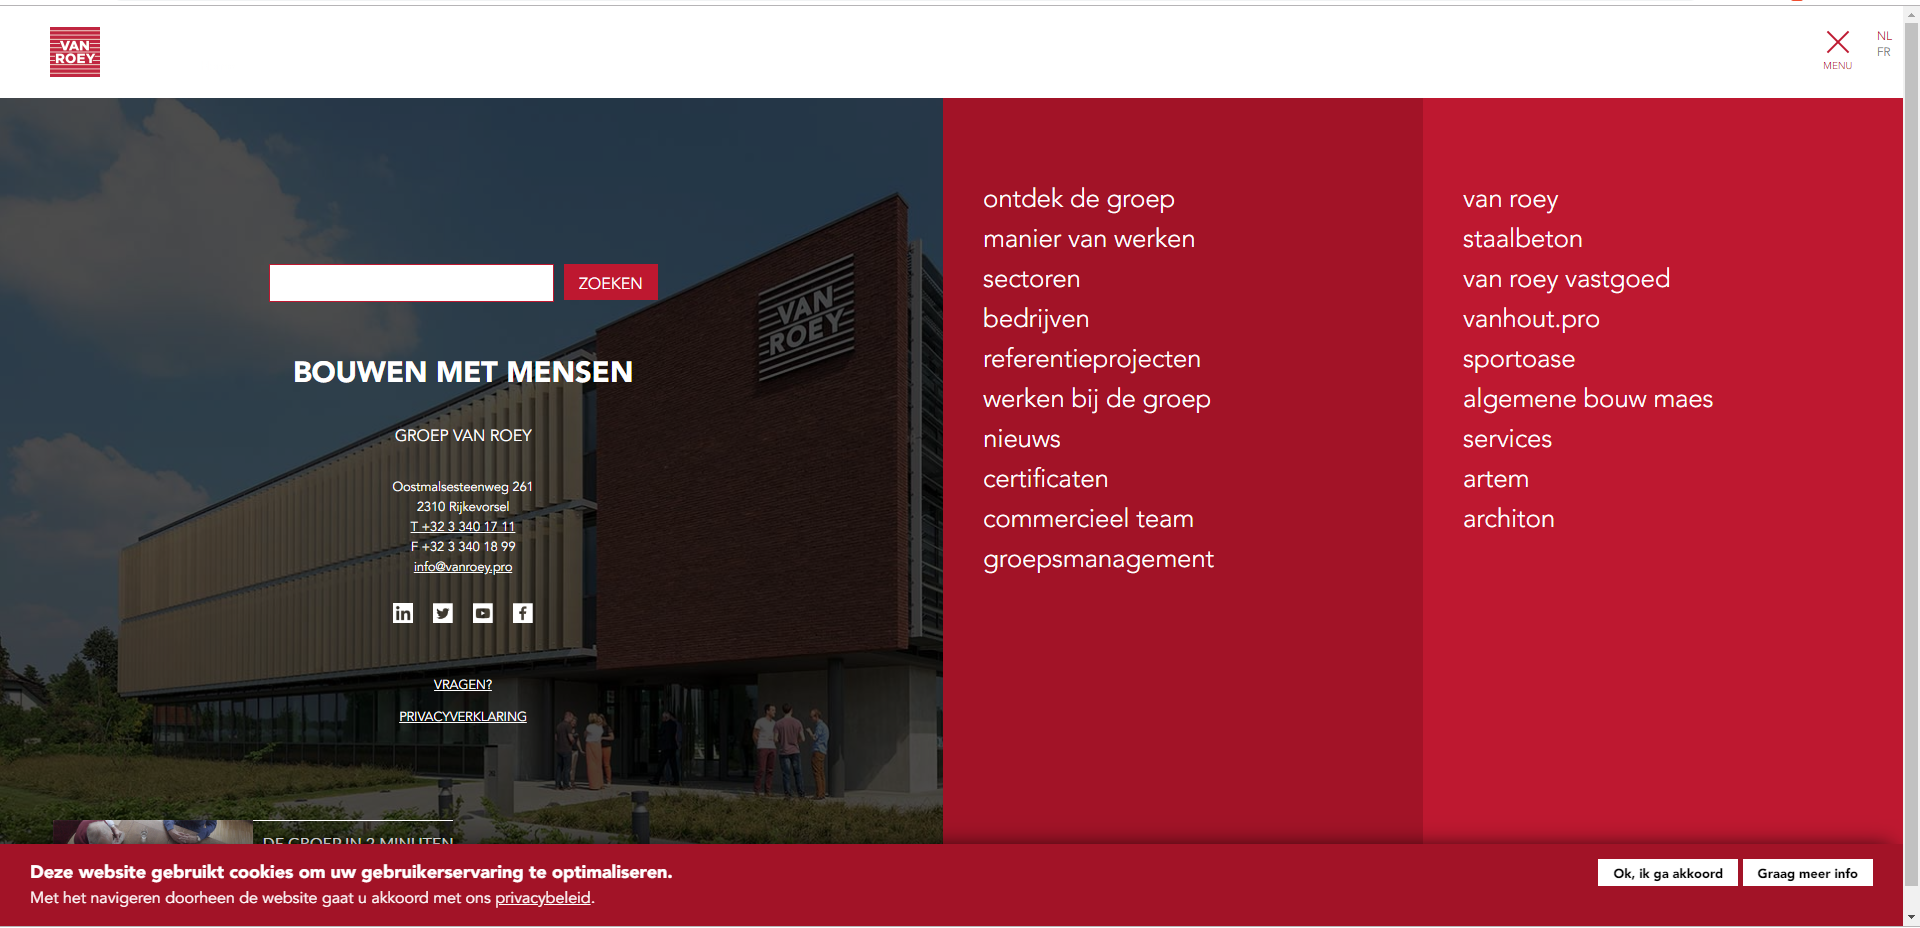 VAN
ROEY
MENU
NL
FR
ZOEKEN
VAN
ROEY
BOUWEN MET MENSEN
GROEP VAN ROEY
Oostmalsesteenweg 261
2310 Rijkevorsel
T +32 3 340 17 11
F +32 3 340 18 99
info@vanroey.pro
VRAGEN?
PRIVACYVERKLARING
DE GROEP IN 2 MINUTEN
ontdek de groep
manier van werken
sectoren
bedrijven
referentieprojecten
werken bij de groep
nieuws
certificaten
commercieel team
groepsmanagement
van roey
staalbeton
van roey vastgoed
vanhout.pro
sportoase
algemene bouw maes
services
artem
architon
Deze website gebruikt cookies om uw gebruikerservaring te optimaliseren.
Met het navigeren doorheen de website gaat u akkoord met ons privacybeleid.
Ok, ik ga akkoord
Graag meer info